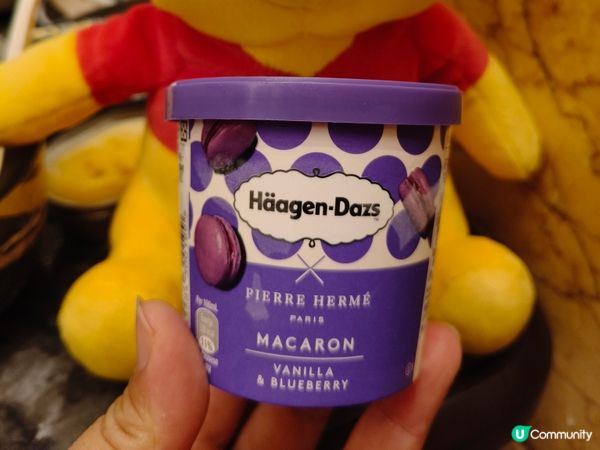 Häagen-Dazs
PIERRE HERMÉ
PARIS
MACARON
VANILLA
& BLUEBERRY
U Community